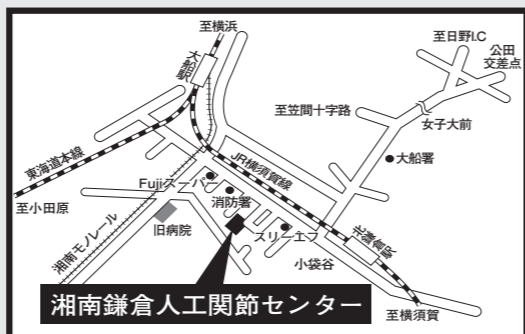 至横浜
大船駅
至日野I.C
公田
交差点
至笠間十字路
女子大前
東海道本線
JR横須賀線
大船署
Fujiスーパー
消防署
至小田原
湘南モノレール
旧病院
スリーエフ
北鎌倉駅
小袋谷
湘南鎌倉人工関節センター
至横須賀